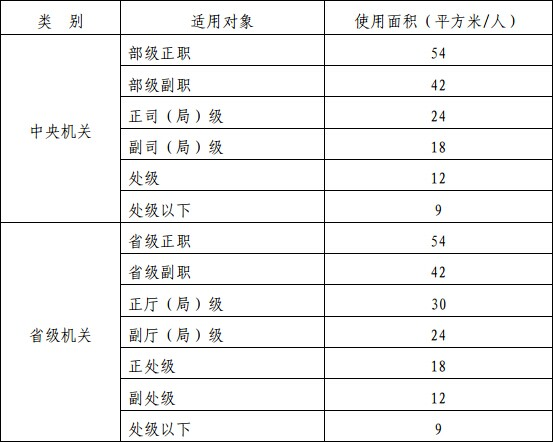 类 别 适用对象 使用面积（平方米/人）
中央机关 部级正职 54
部级副职 42
正司（局）级 24
副司（局）级 18
处级 12
处级以下 9
省级机关 省级正职 54
省级副职 42
正厅（局）级 30
副厅（局）级 24
正处级 18
副处级 12
处级以下 9